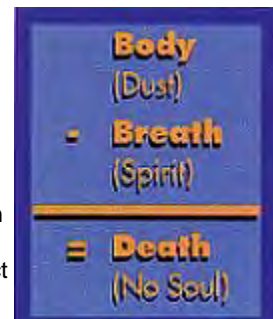 Body
(Dust)
- Breath
(Spirit)
= Death
(No Soul)